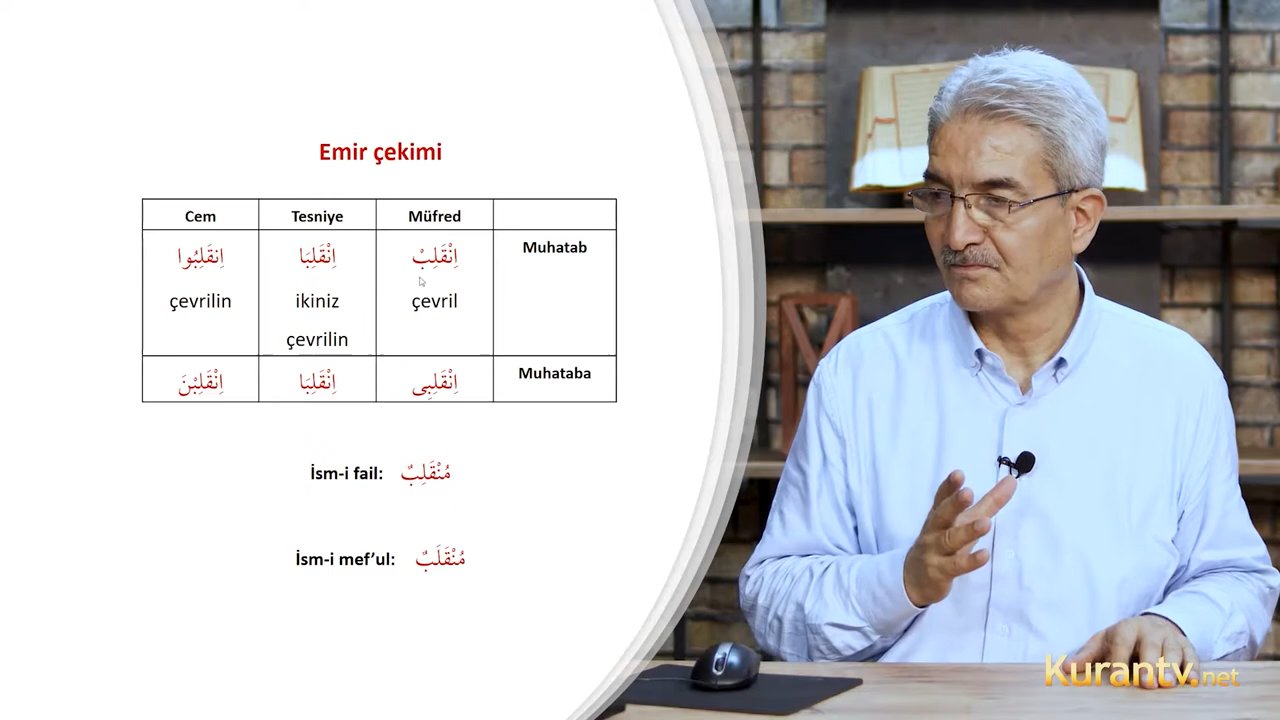 Emir çekimi
Cem Tesniye Müfred
اِنقَلِبُوا اِنْقَلِبَا اِنْقَلِبْ Muhatab
çevrilin ikiniz çevril
çevrilin
اِنْقَلِبْنَ اِنْقَلِبَا اِنْقَلِبِى Muhataba
İsm-i fail: مُنْقَلِبٌ
İsm-i mef’ul: مُنْقَلَبٌ
Kurantv.net